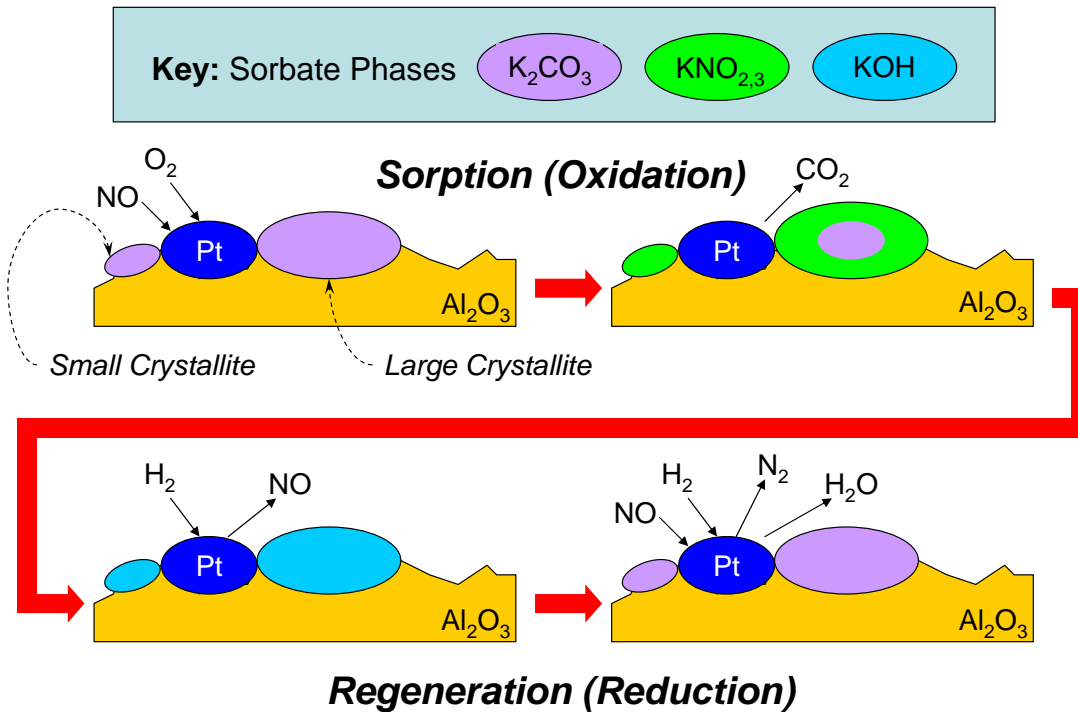 Key: Sorbate Phases K₂CO₃ KNO₂,₃ KOH
Sorption (Oxidation)
O₂
NO
Pt
Al₂O₃
Small Crystallite
Large Crystallite
CO₂
Pt
Al₂O₃
H₂
NO
Pt
Al₂O₃
NO
H₂
N₂
H₂O
Pt
Al₂O₃
Regeneration (Reduction)